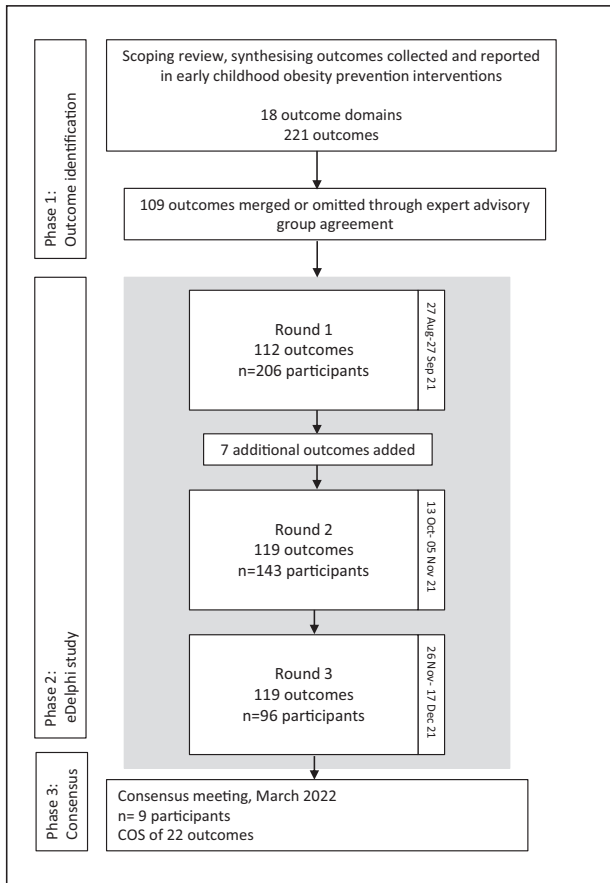 Phase 1:
Outcome identification
Scoping review, synthesising outcomes collected and reported
in early childhood obesity prevention interventions
18 outcome domains
221 outcomes
109 outcomes merged or omitted through expert advisory
group agreement
Phase 2:
eDelphi study
Round 1
112 outcomes
n=206 participants
27 Aug-27 Sep 21
7 additional outcomes added
Round 2
119 outcomes
n=143 participants
13 Oct- 05 Nov 21
Round 3
119 outcomes
n=96 participants
26 Nov- 17 Dec 21
Phase 3:
Consensus
Consensus meeting, March 2022
n= 9 participants
COS of 22 outcomes